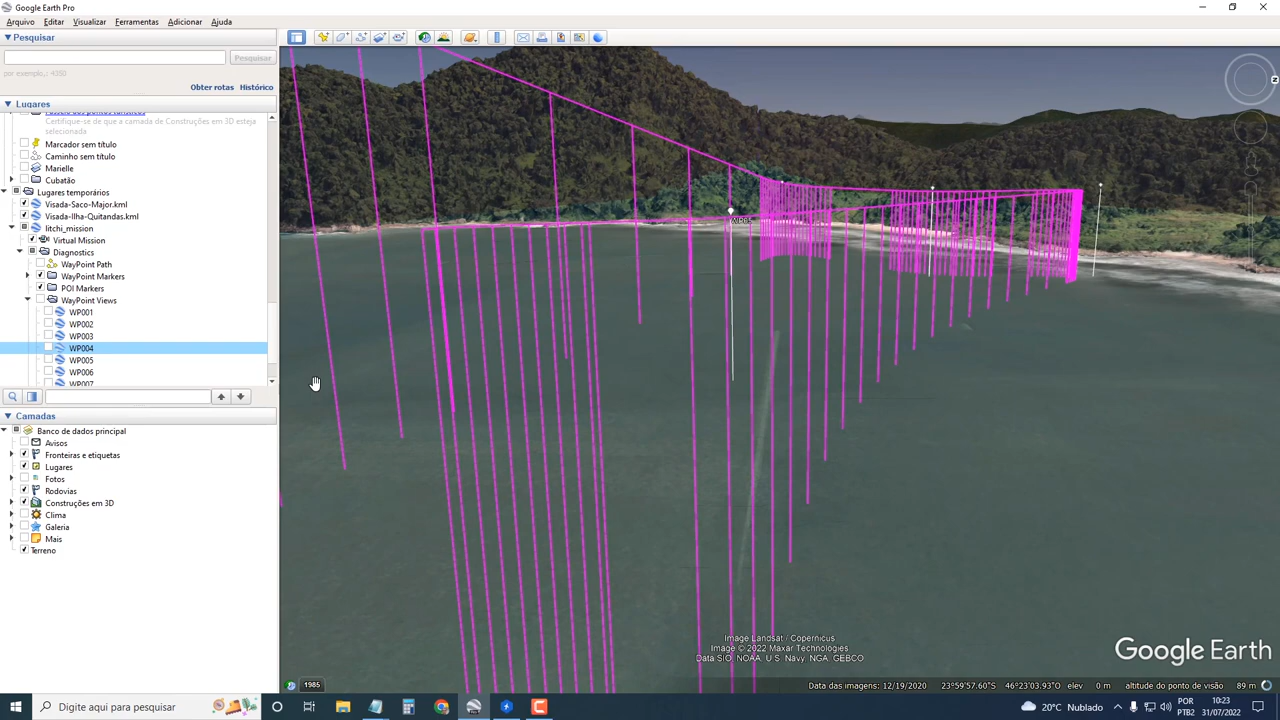 Google Earth Pro
Arquivo Editar Visualizar Ferramentas Adicionar Ajuda
Pesquisar
Pesquisar
por exemplo,: 4350
Obter rotas Histórico
Lugares
Passeio aos pontos turísticos
Certifique-se de que a camada de Construções em 3D esteja
selecionada
Marcador sem título
Caminho sem título
Marielle
Cubatão
Lugares temporários
Visada-Saco-Major.kml
Visada-Ilha-Quitandas.kml
litchi_mission
Virtual Mission
Diagnostics
WayPoint Path
WayPoint Markers
POI Markers
WayPoint Views
WP001
WP002
WP003
WP004
WP005
WP006
WP007
Camadas
Banco de dados principal
Avisos
Fronteiras e etiquetas
Lugares
Fotos
Rodovias
Construções em 3D
Clima
Galeria
Mais
Terreno
Image Landsat / Copernicus
Image © 2022 Maxar Technologies
Data SIO, NOAA, U.S. Navy, NGA, GEBCO
Google Earth
1985
Data das imagens: 12/19/2020 23°59'57.60"S 46°23'03.93"O elev 0 m altitude do ponto de visão 89 m
Digite aqui para pesquisar
20°C Nublado
POR
PTB2
10:23
31/07/2022